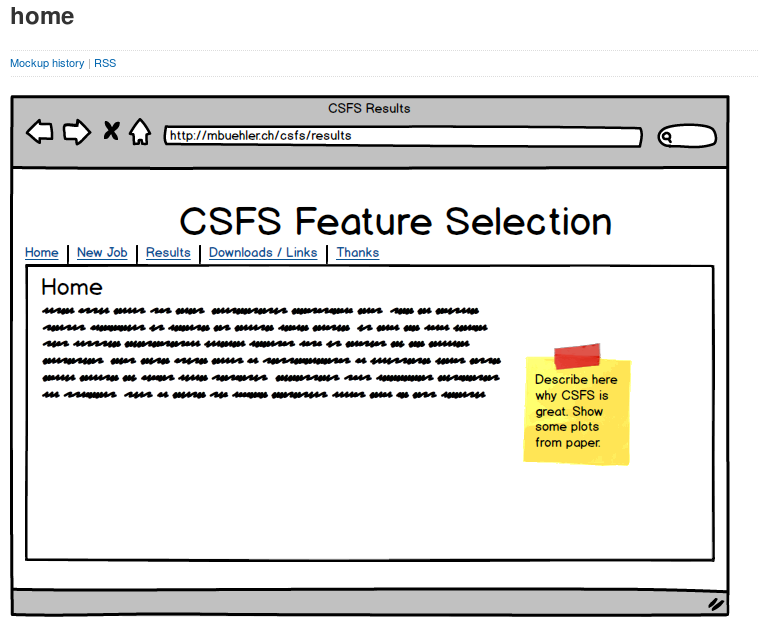 home
Mockup history | RSS
CSFS Results
http://mbuehler.ch/csfs/results
CSFS Feature Selection
Home | New Job | Results | Downloads / Links | Thanks
Home
Describe here
why CSFS is
great. Show
some plots
from paper.